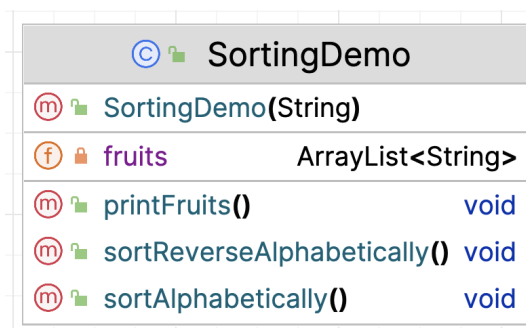 C SortingDemo
m SortingDemo(String)
f fruits ArrayList<String>
m printFruits() void
m sortReverseAlphabetically() void
m sortAlphabetically() void